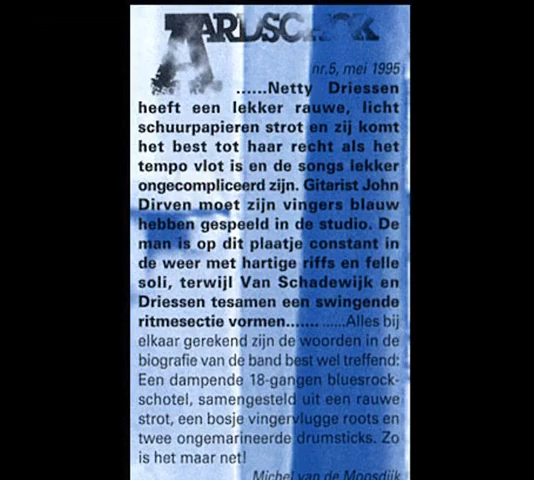 AARDSCHOK
nr.5, mei 1995
......Netty Driessen
heeft een lekker rauwe, licht
schuurpapieren strot en zij komt
het best tot haar recht als het
tempo vlot is en de songs lekker
ongecompliceerd zijn. Gitarist John
Dirven moet zijn vingers blauw
hebben gespeeld in de studio. De
man is op dit plaatje constant in
de weer met hartige riffs en felle
soli, terwijl Van Schadewijk en
Driessen tesamen een swingende
ritmesectie vormen....... ......Alles bij
elkaar gerekend zijn de woorden in de
biografie van de band best wel treffend:
Een dampende 18-gangen bluesrock-
schotel, samengesteld uit een rauwe
strot, een bosje vingervlugge roots en
twee ongemarineerde drumsticks. Zo
is het maar net!
Michel van de Moosdijk